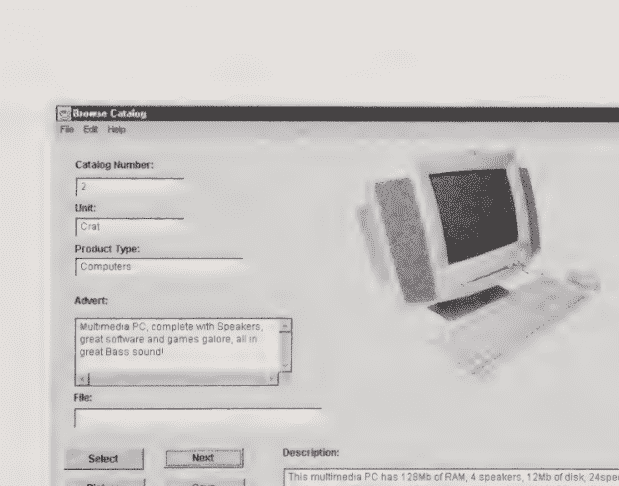 Browse Catalog
File Edit Help
Catalog Number:
2
Unit:
Crat
Product Type:
Computers
Advert:
Multimedia PC, complete with Speakers,
great software and games galore, all in
great Bass sound!
File:
Select Next
Description:
This multimedia PC has 128Mb of RAM, 4 speakers, 12Mb of disk, 24spee